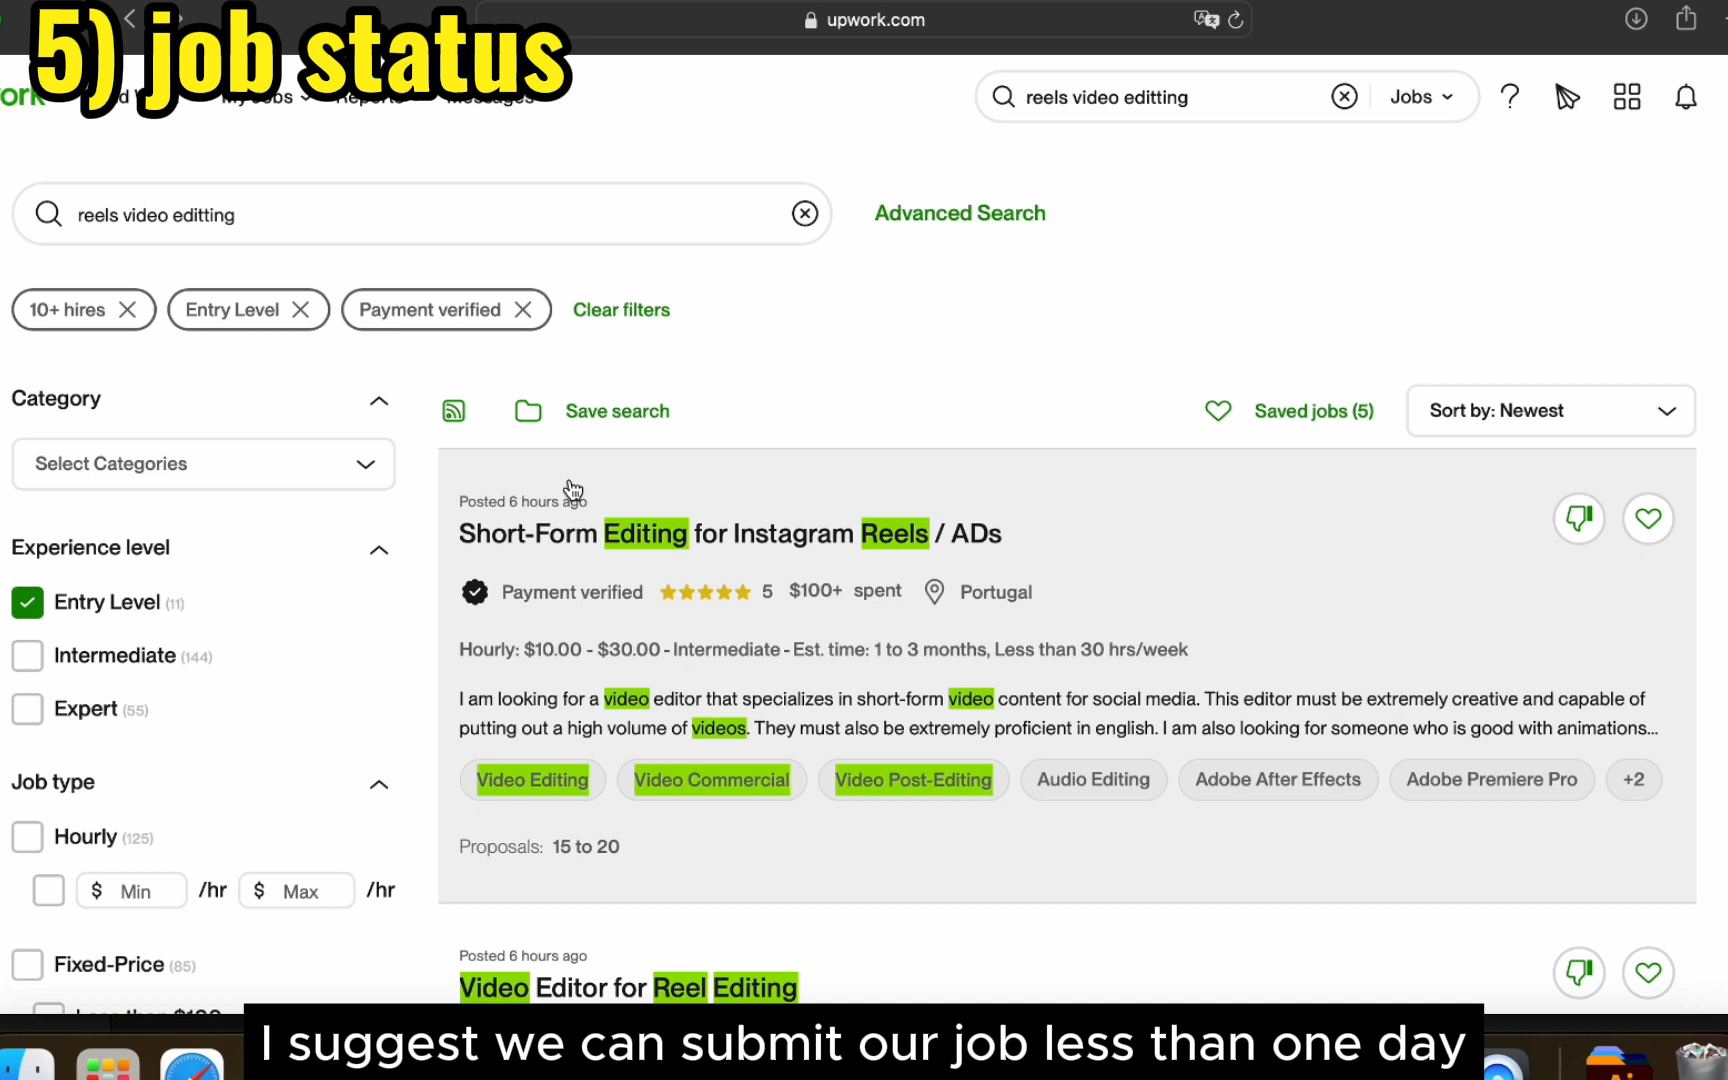 5) job status
upwork.com
reels video editting
Jobs
?
reels video editting
Advanced Search
10+ hires
Entry Level
Payment verified
Clear filters
Category
Save search
Saved jobs (5)
Sort by: Newest
Select Categories
Posted 6 hours ago
Short-Form Editing for Instagram Reels / ADs
Experience level
Payment verified 5 $100+ spent Portugal
Entry Level (11)
Hourly: $10.00 - $30.00 - Intermediate - Est. time: 1 to 3 months, Less than 30 hrs/week
Intermediate (144)
I am looking for a video editor that specializes in short-form video content for social media. This editor must be extremely creative and capable of
Expert (55)
putting out a high volume of videos. They must also be extremely proficient in english. I am also looking for someone who is good with animations...
Job type
Video Editing
Video Commercial
Video Post-Editing
Audio Editing
Adobe After Effects
Adobe Premiere Pro
+2
Hourly (125)
Proposals: 15 to 20
$ Min /hr $ Max /hr
Fixed-Price (85)
Posted 6 hours ago
Video Editor for Reel Editing
I suggest we can submit our job less than one day